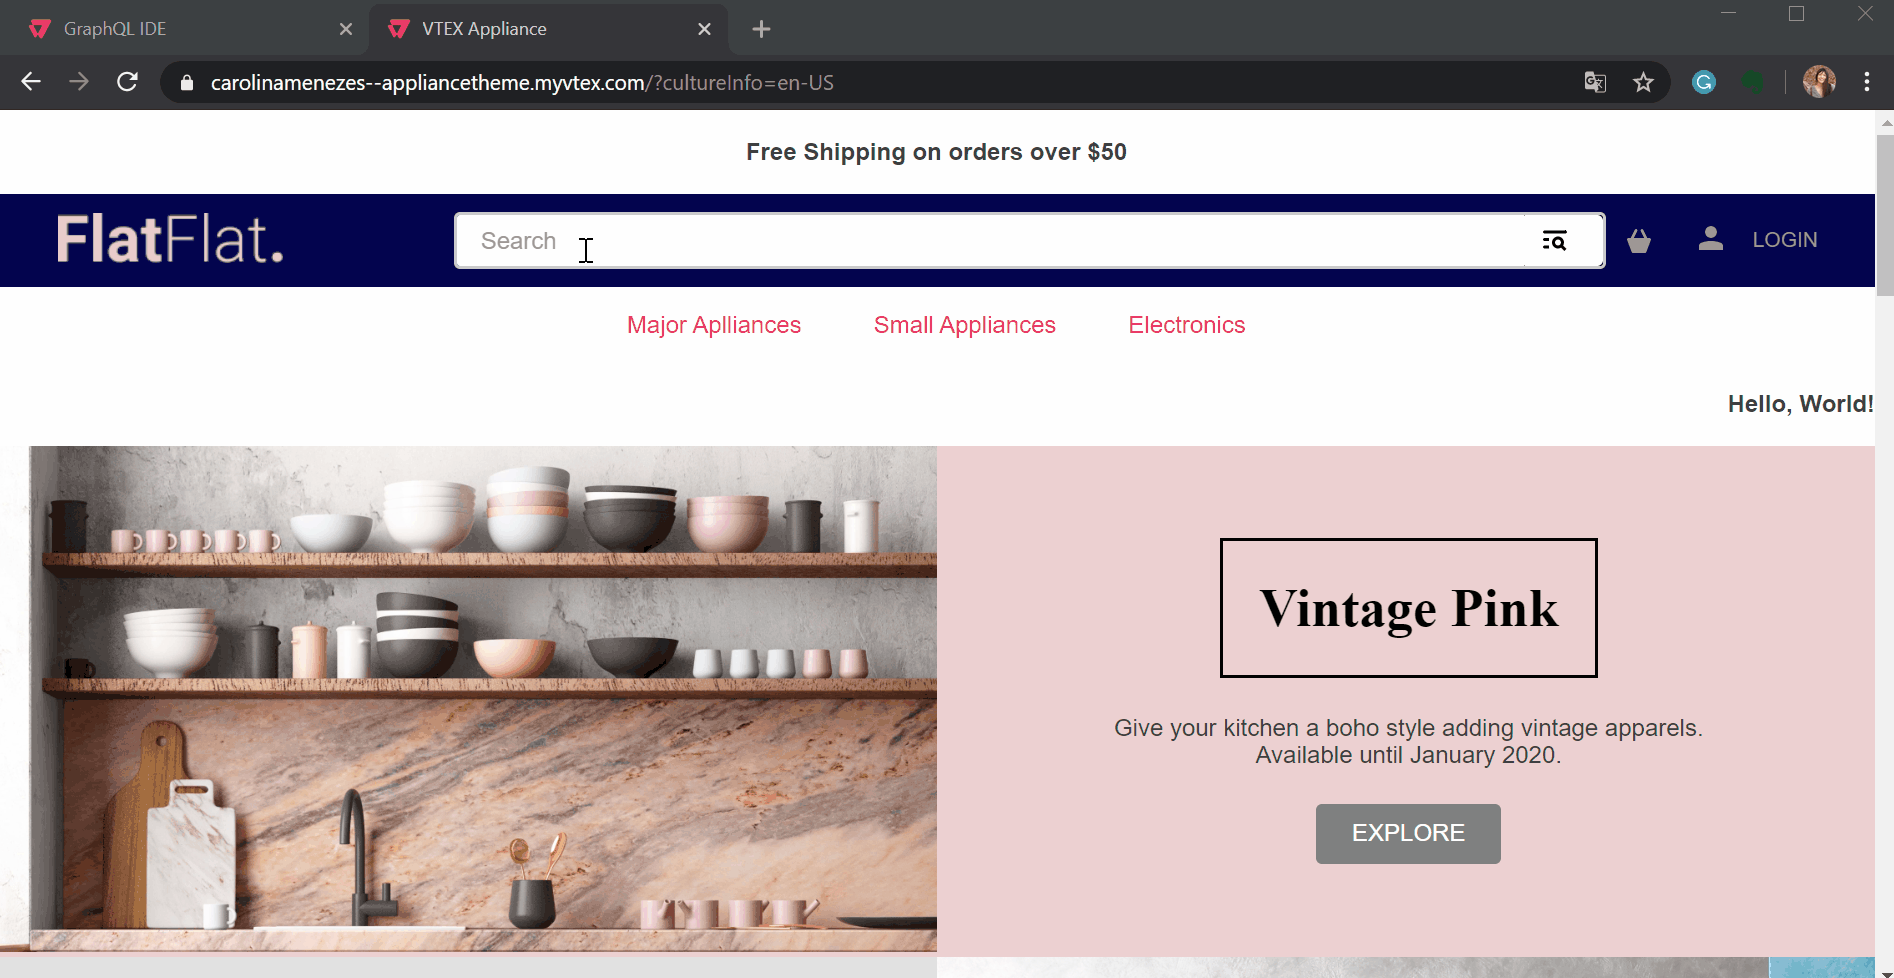 GraphQL IDE
VTEX Appliance
carolinamenezes--appliancetheme.myvtex.com/?cultureInfo=en-US
Free Shipping on orders over $50
FlatFlat.
Search
LOGIN
Major Aplliances
Small Appliances
Electronics
Hello, World!
Vintage Pink
Give your kitchen a boho style adding vintage apparels.
Available until January 2020.
EXPLORE